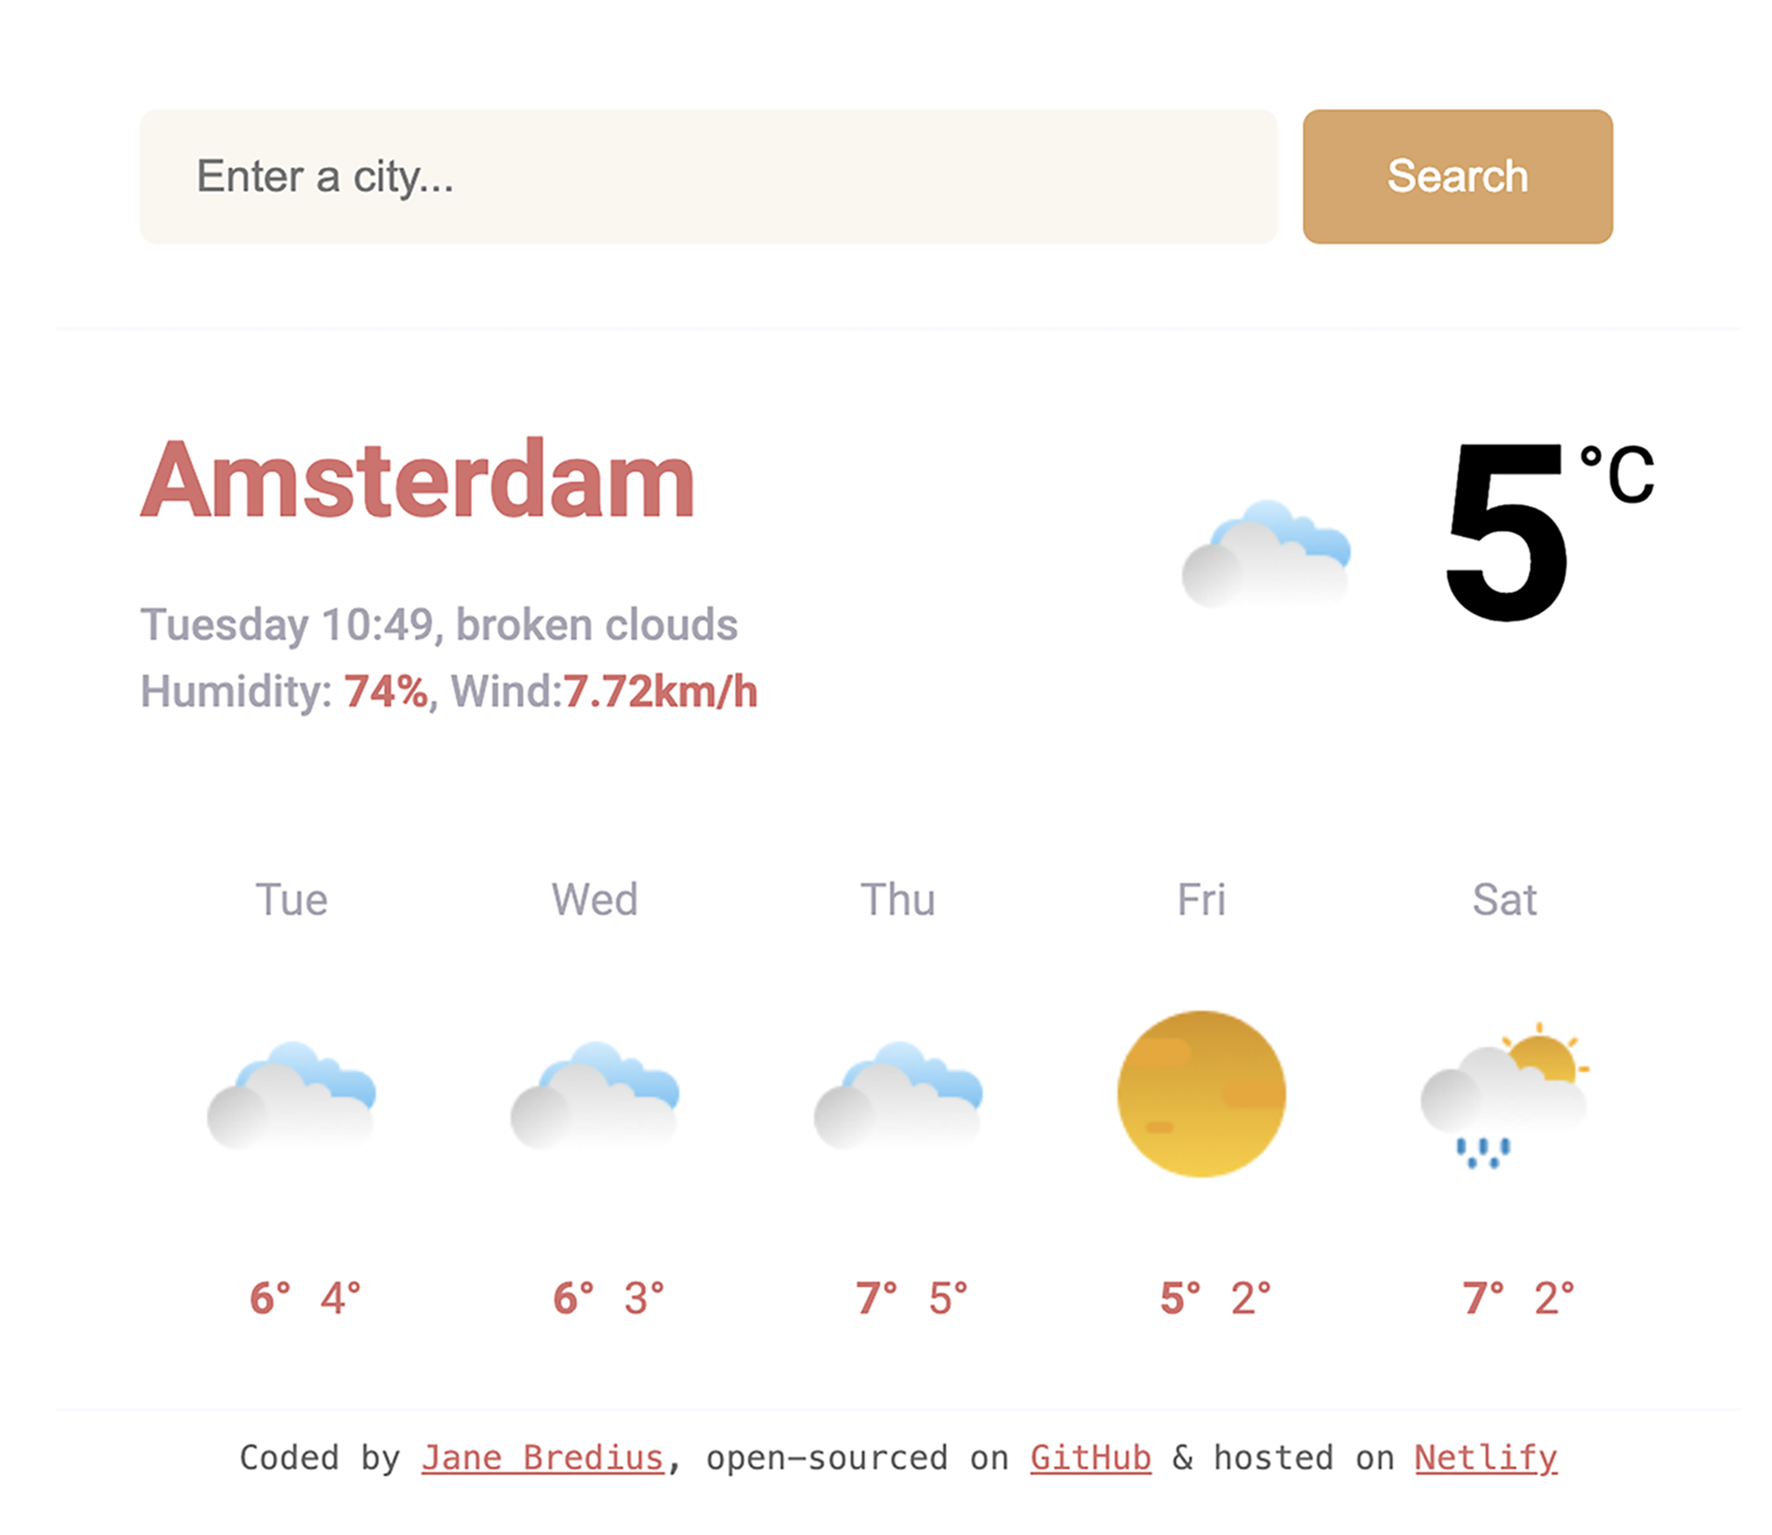 Enter a city...
Search
Amsterdam
5 °C
Tuesday 10:49, broken clouds
Humidity: 74%, Wind:7.72km/h
Tue Wed Thu Fri Sat
6° 4° 6° 3° 7° 5° 5° 2° 7° 2°
Coded by Jane Bredius, open-sourced on GitHub & hosted on Netlify